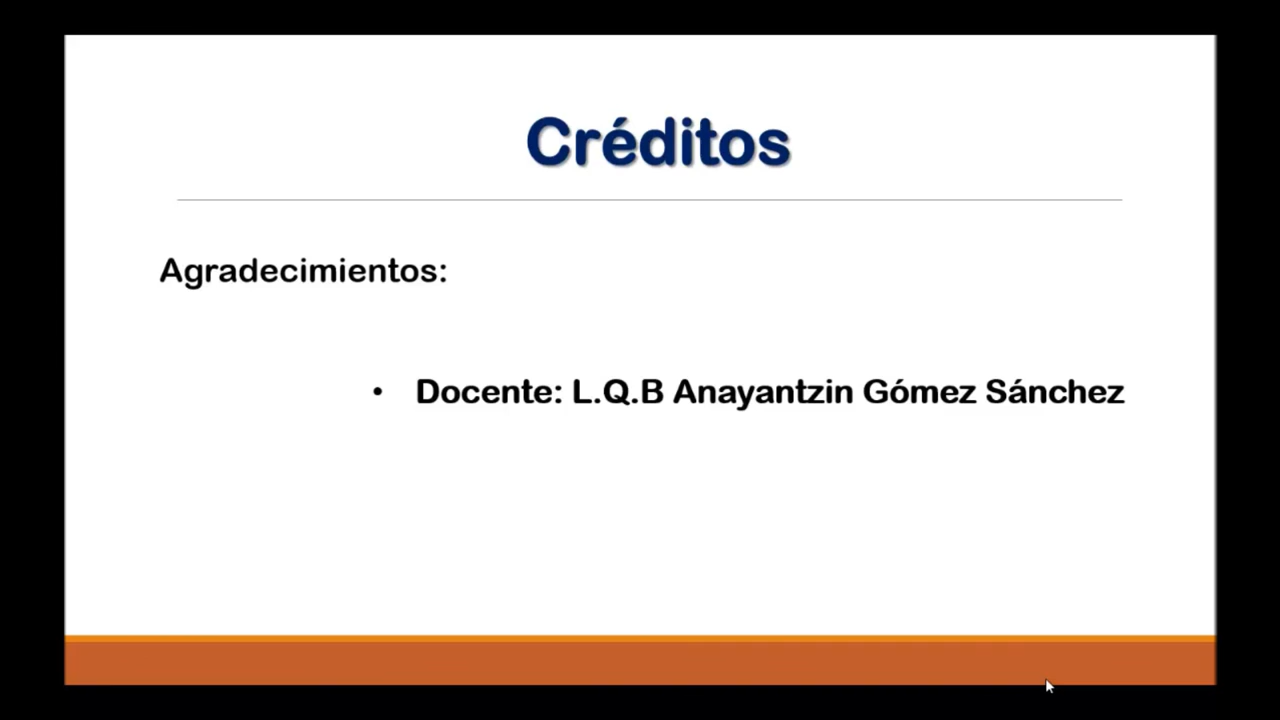 Créditos
Agradecimientos:
• Docente: L.Q.B Anayantzin Gómez Sánchez